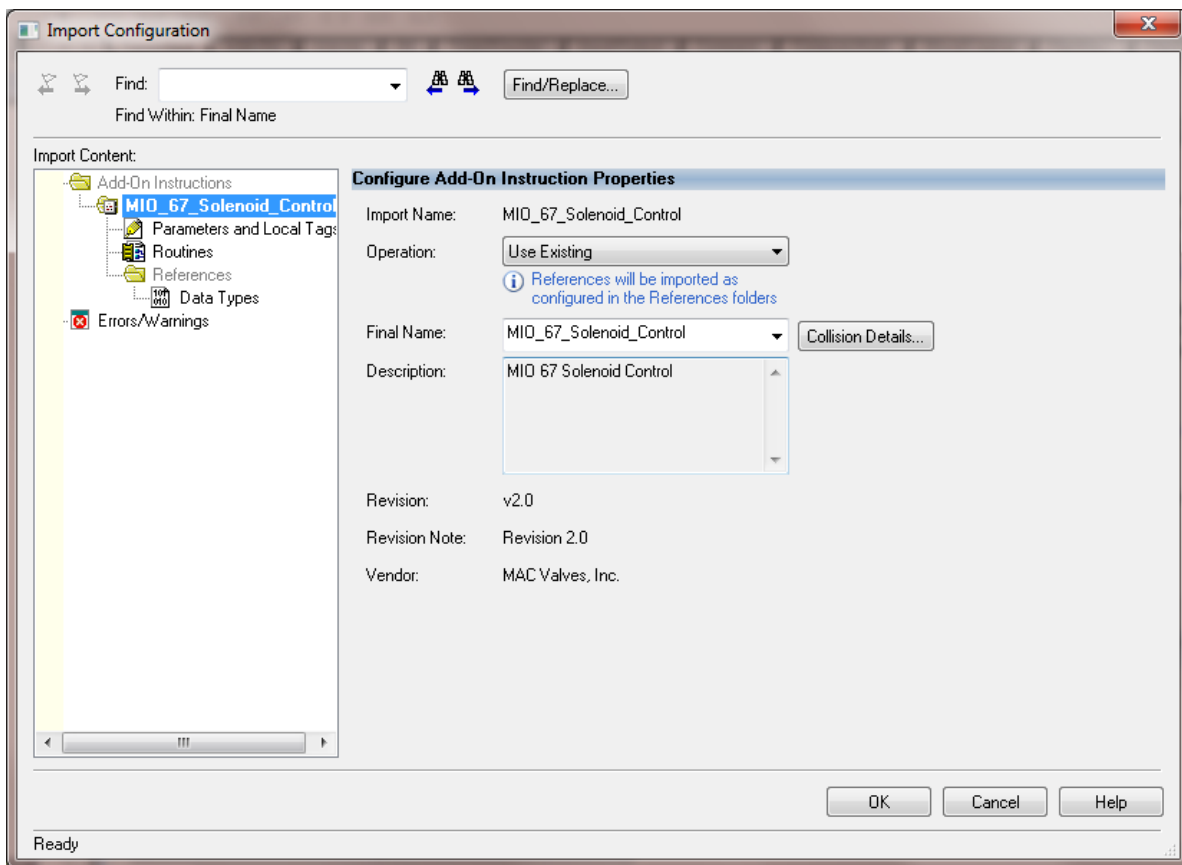 Import Configuration
Find:
Find/Replace...
Find Within: Final Name
Import Content:
Add-On Instructions
MIO_67_Solenoid_Control
Parameters and Local Tags
Routines
References
Data Types
Errors/Warnings
Configure Add-On Instruction Properties
Import Name: MIO_67_Solenoid_Control
Operation: Use Existing
References will be imported as
configured in the References folders
Final Name: MIO_67_Solenoid_Control Collision Details...
Description: MIO 67 Solenoid Control
Revision: v2.0
Revision Note: Revision 2.0
Vendor: MAC Valves, Inc.
OK Cancel Help
Ready